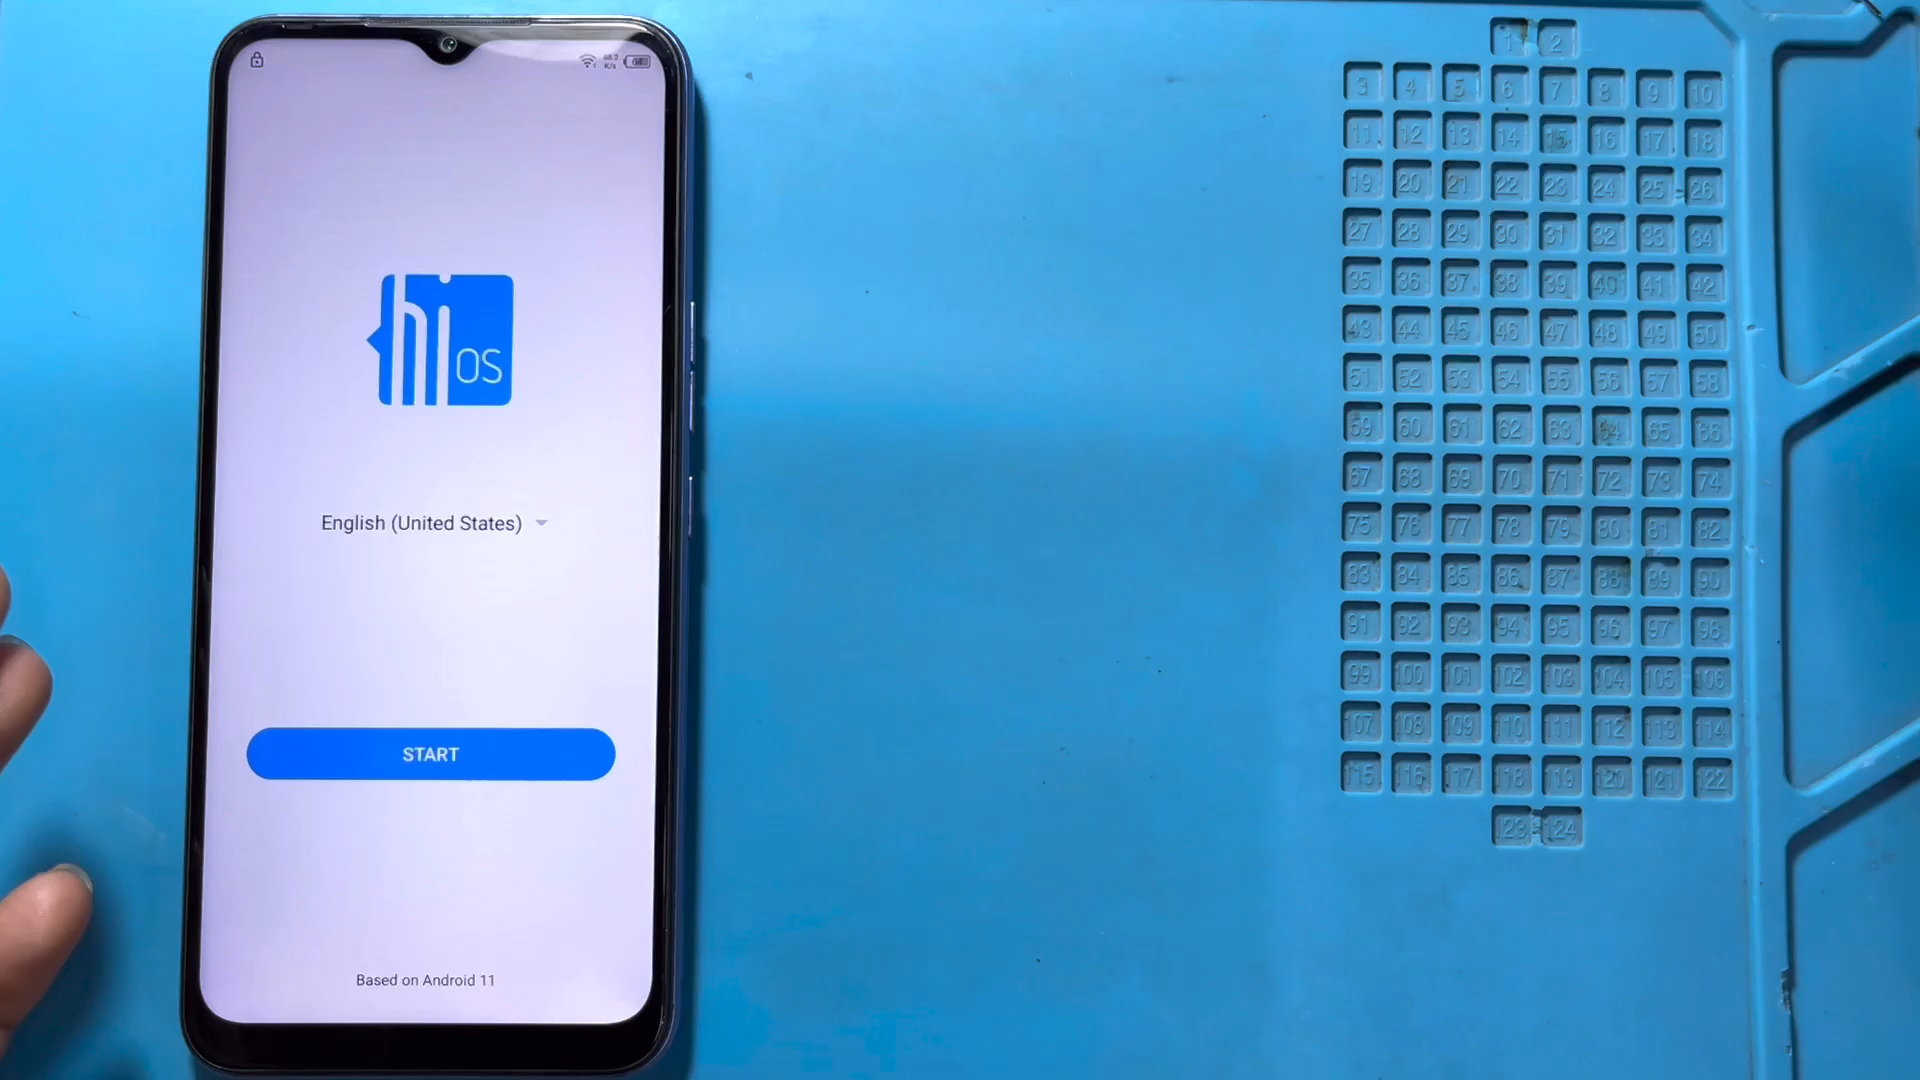 68.2
K/s
hi OS
English (United States)
START
Based on Android 11
1 2
3 4 5 6 7 8 9 10
11 12 13 14 15 16 17 18
19 20 21 22 23 24 25 26
27 28 29 30 31 32 33 34
35 36 37 38 39 40 41 42
43 44 45 46 47 48 49 50
51 52 53 54 55 56 57 58
59 60 61 62 63 64 65 66
67 68 69 70 71 72 73 74
75 76 77 78 79 80 81 82
83 84 85 86 87 88 89 90
91 92 93 94 95 96 97 98
99 100 101 102 103 104 105 106
107 108 109 110 111 112 113 114
115 116 117 118 119 120 121 122
123 124